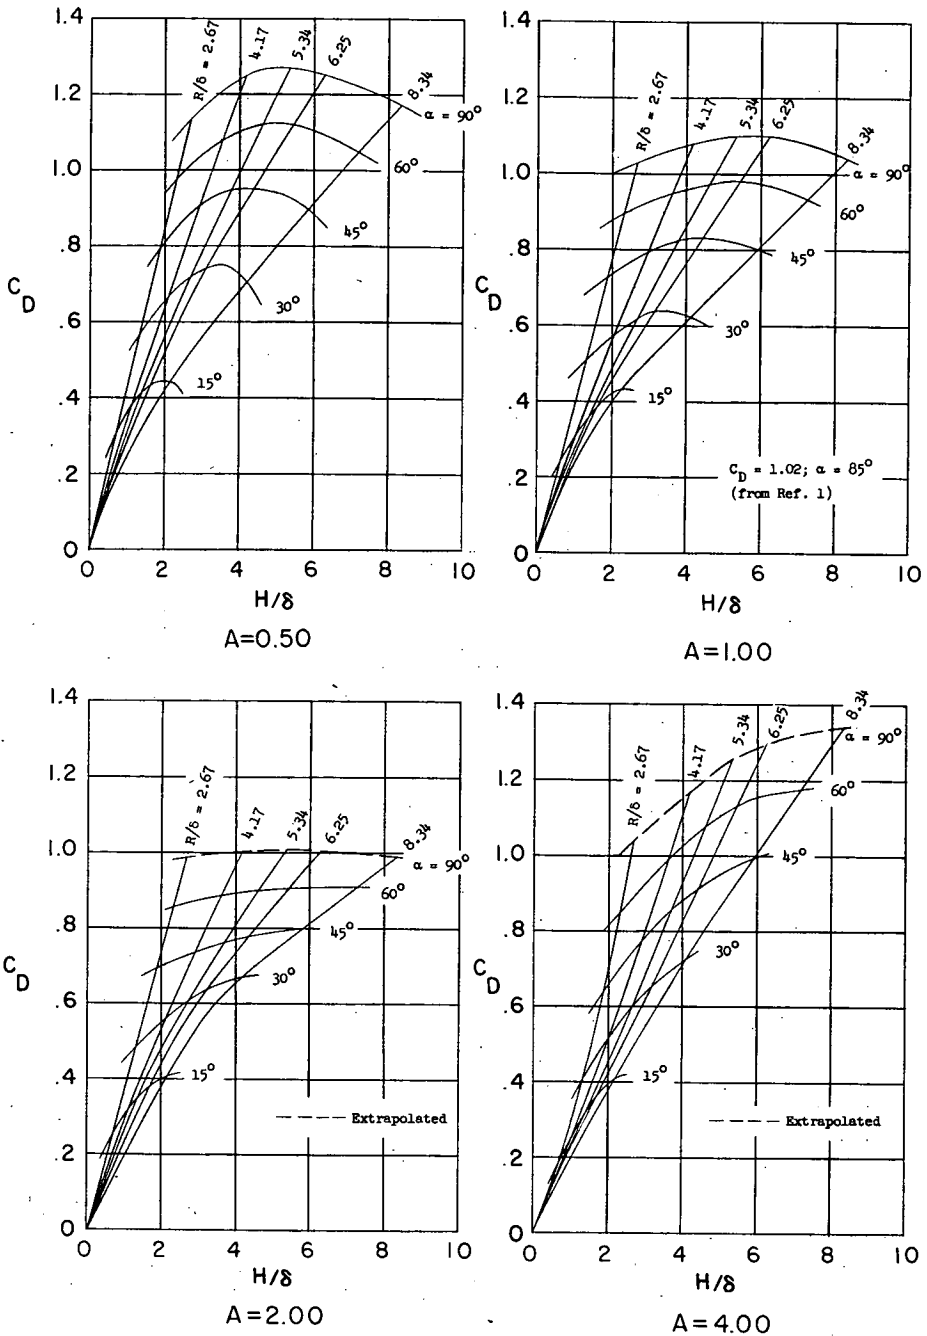 1.4
1.2
1.0
.8
.6
.4
.2
0
C_D
R/δ = 2.67
4.17
5.34
6.25
8.34
α = 90°
60°
45°
30°
15°
0 2 4 6 8 10
H/δ
A=0.50
1.4
1.2
1.0
.8
.6
.4
.2
0
C_D
R/δ = 2.67
4.17
5.34
6.25
8.34
α = 90°
60°
45°
30°
15°
C_D = 1.02; α = 85°
(from Ref. 1)
0 2 4 6 8 10
H/δ
A=1.00
1.4
1.2
1.0
.8
.6
.4
.2
0
C_D
R/δ = 2.67
4.17
5.34
6.25
8.34
α = 90°
60°
45°
30°
15°
Extrapolated
0 2 4 6 8 10
H/δ
A=2.00
1.4
1.2
1.0
.8
.6
.4
.2
0
C_D
R/δ = 2.67
4.17
5.34
6.25
8.34
α = 90°
60°
45°
30°
15°
Extrapolated
0 2 4 6 8 10
H/δ
A=4.00